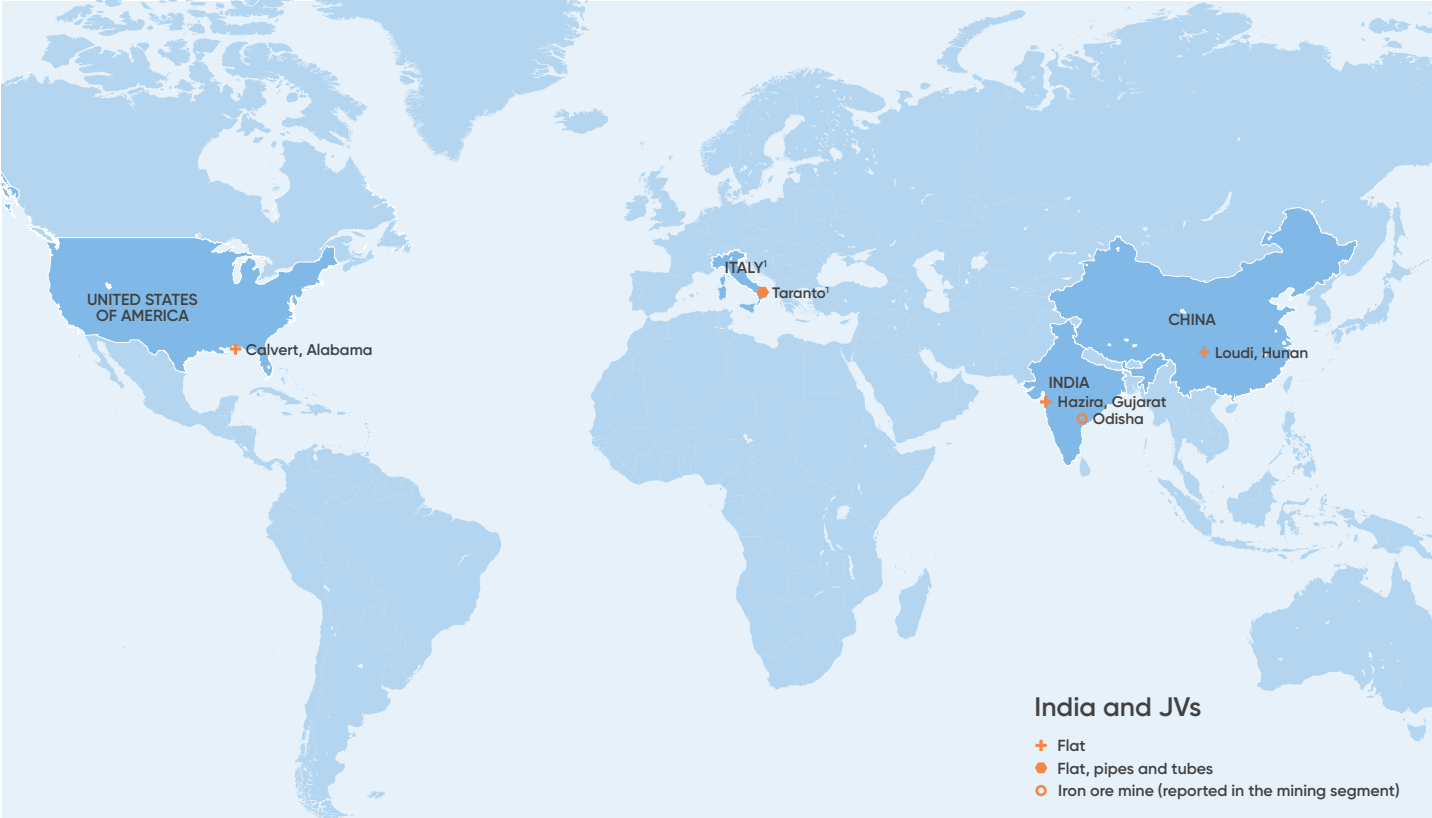 ITALY¹
Taranto¹
UNITED STATES
OF AMERICA
CHINA
Calvert, Alabama
Loudi, Hunan
INDIA
Hazira, Gujarat
Odisha
India and JVs
Flat
Flat, pipes and tubes
Iron ore mine (reported in the mining segment)